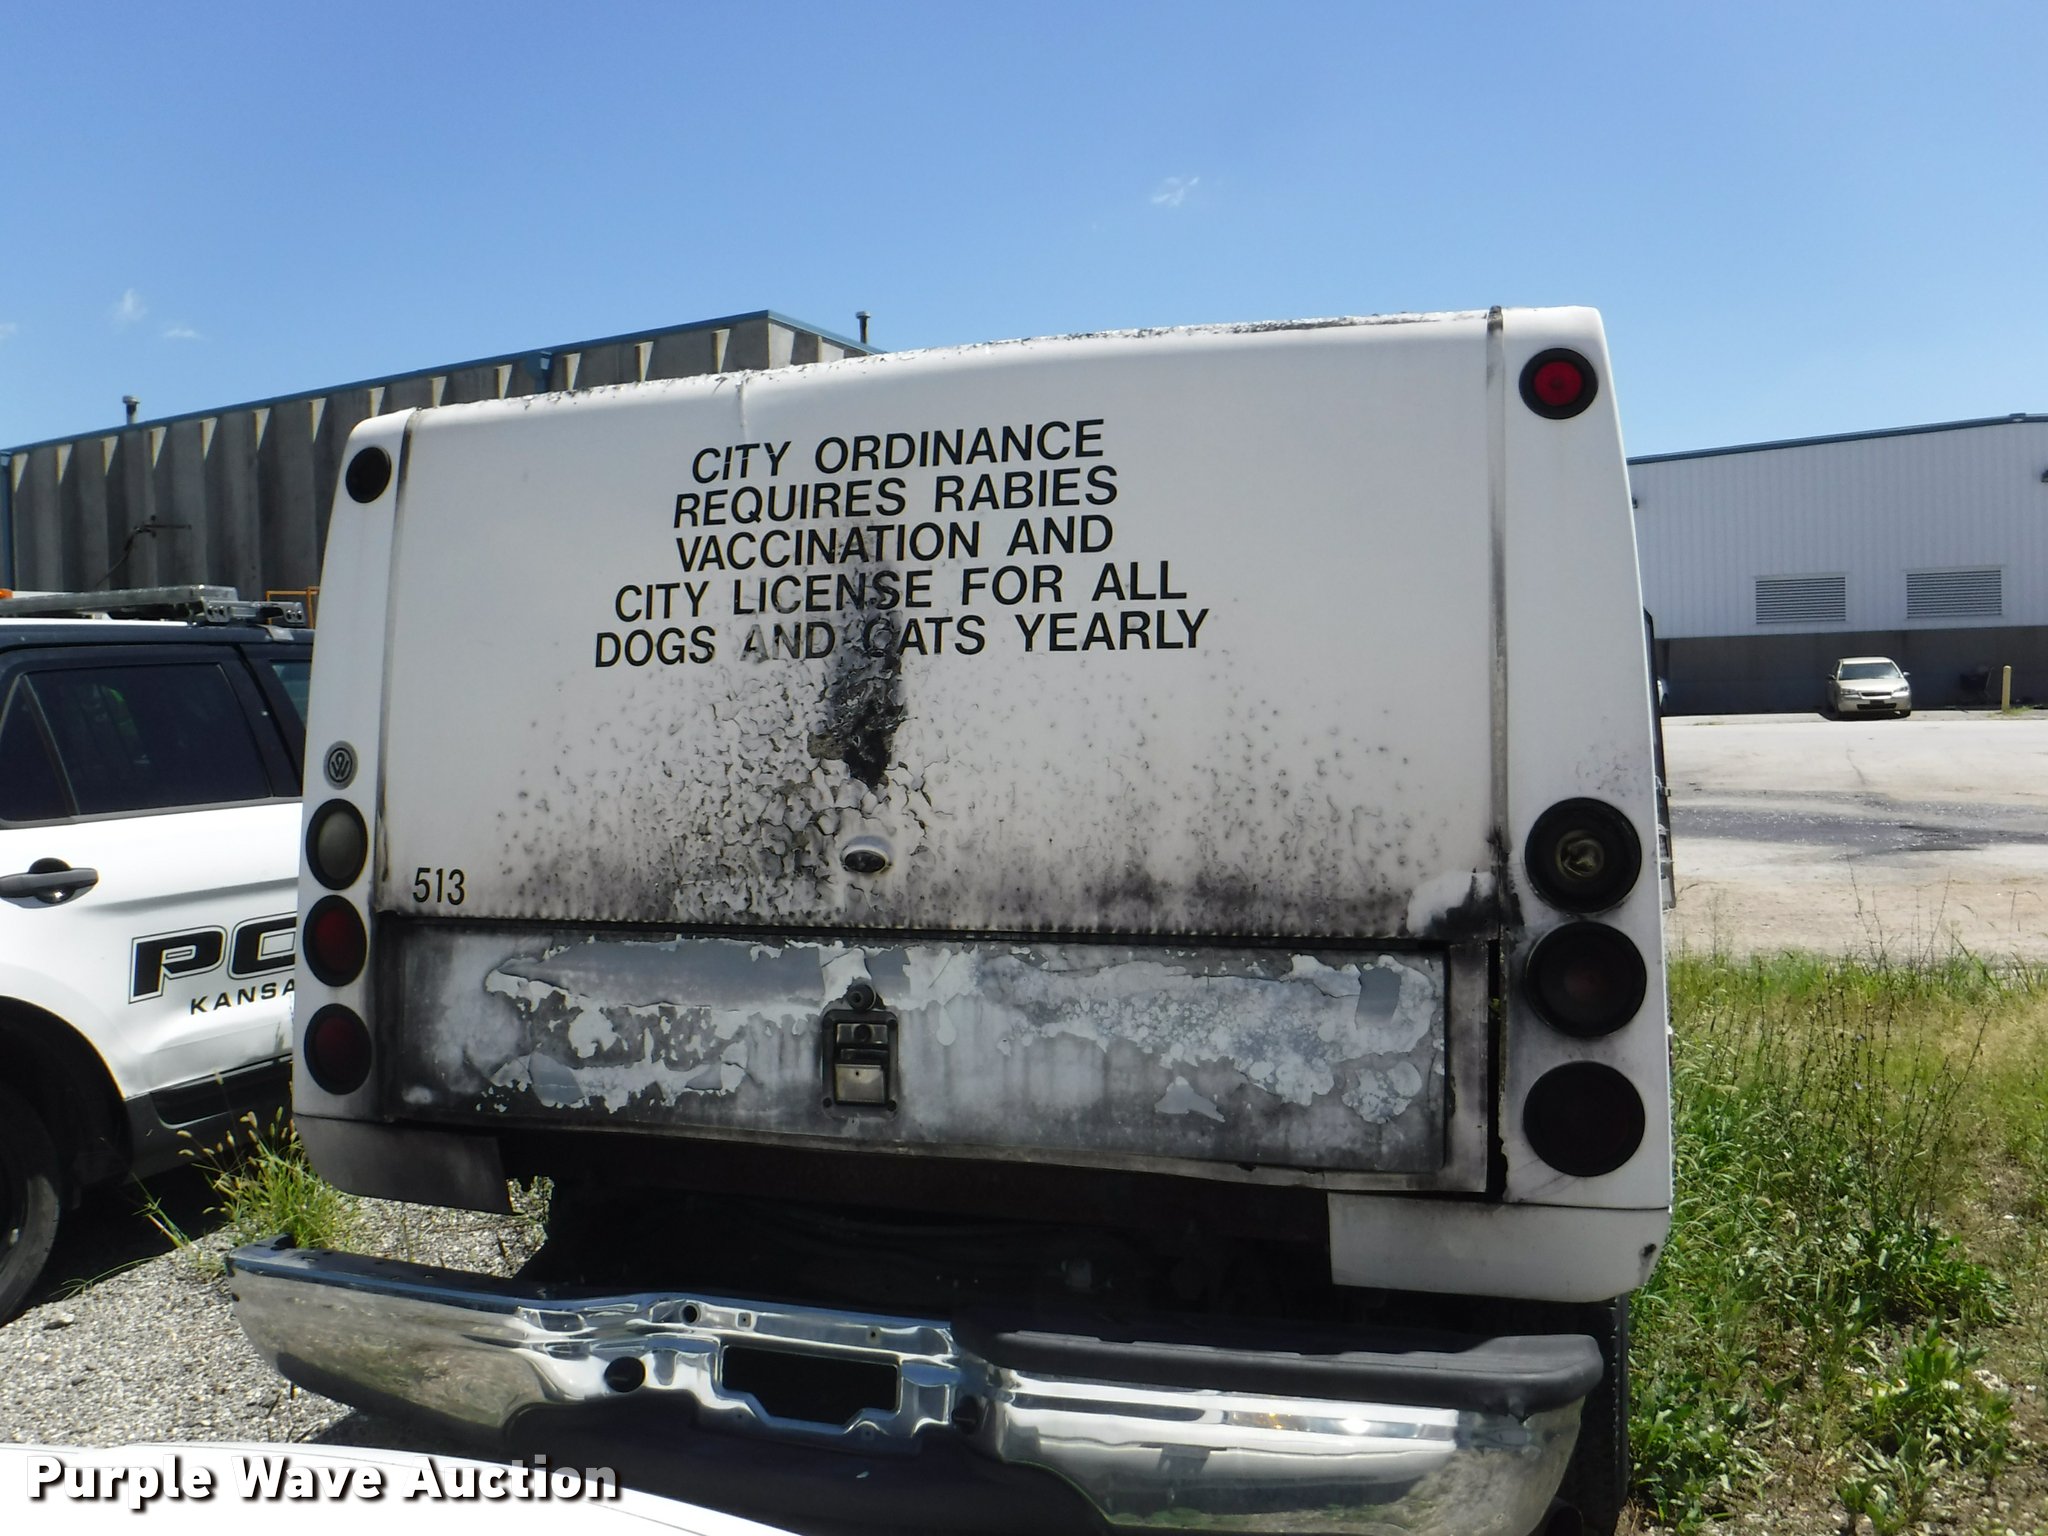 CITY ORDINANCE
REQUIRES RABIES
VACCINATION AND
CITY LICENSE FOR ALL
DOGS AND CATS YEARLY
513
PO
KANSA
Purple Wave Auction